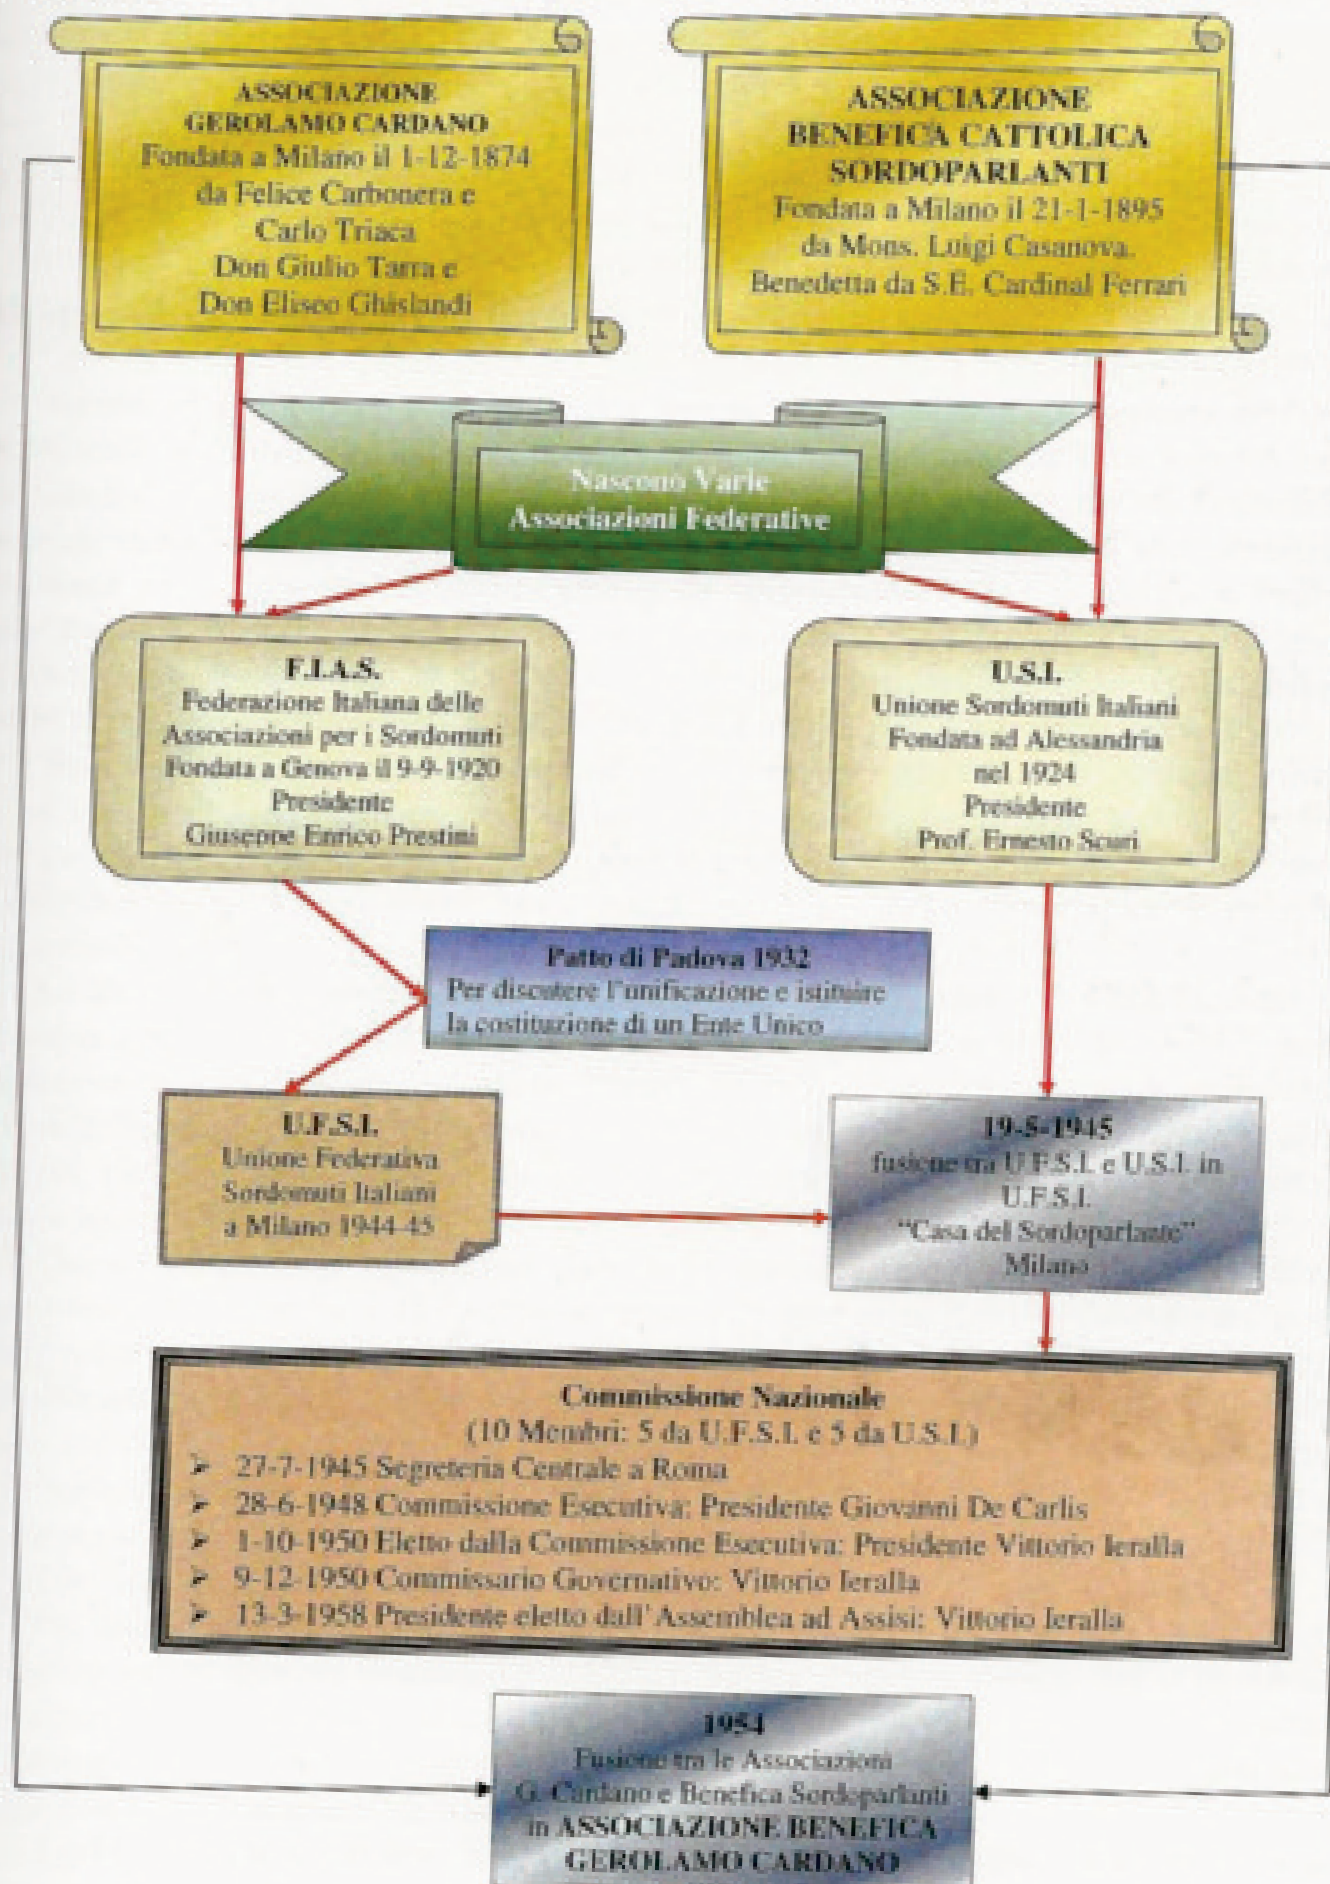 ASSOCIAZIONE
GEROLAMO CARDANO
Fondata a Milano il 1-12-1874
da Felice Carbonera e
Carlo Triaca
Don Giulio Tarra e
Don Eliseo Ghislandi
ASSOCIAZIONE
BENEFICA CATTOLICA
SORDOPARLANTI
Fondata a Milano il 21-1-1895
da Mons. Luigi Casanova.
Benedetta da S.E. Cardinal Ferrari
Nascono Varie
Associazioni Federative
F.I.A.S.
Federazione Italiana delle
Associazioni per i Sordomuti
Fondata a Genova il 9-9-1920
Presidente
Giuseppe Enrico Prestini
U.S.I.
Unione Sordomuti Italiani
Fondata ad Alessandria
nel 1924
Presidente
Prof. Ernesto Scuri
Patto di Padova 1932
Per discutere l'unificazione e istituire
la costituzione di un Ente Unico
U.F.S.I.
Unione Federativa
Sordomuti Italiani
a Milano 1944-45
19-5-1945
fusione tra U.F.S.I. e U.S.I. in
U.F.S.I.
“Casa del Sordoparlante”
Milano
Commissione Nazionale
(10 Membri: 5 da U.F.S.I. e 5 da U.S.I.)
➢ 27-7-1945 Segreteria Centrale a Roma
➢ 28-6-1948 Commissione Esecutiva: Presidente Giovanni De Carlis
➢ 1-10-1950 Eletto dalla Commissione Esecutiva: Presidente Vittorio Ieralla
➢ 9-12-1950 Commissario Governativo: Vittorio Ieralla
➢ 13-3-1958 Presidente eletto dall'Assemblea ad Assisi: Vittorio Ieralla
1954
Fusione tra le Associazioni
G. Cardano e Benefica Sordoparlanti
in ASSOCIAZIONE BENEFICA
GEROLAMO CARDANO